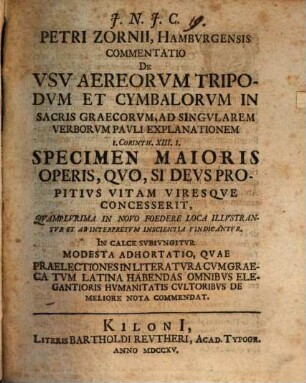 J. N. J. C.
PETRI ZORNII, HAMBVRGENSIS
COMMENTATIO
DE
VSV AEREORVM TRIPO-
DVM ET CYMBALORVM IN
SACRIS GRAECORVM, AD SINGVLAREM
VERBORVM PAVLI EXPLANATIONEM
1. CORINTH. XIII. 1.
SPECIMEN MAIORIS
OPERIS, QVO, SI DEVS PRO-
PITIVS VITAM VIRESQVE
CONCESSERIT,
QVAMPLVRIMA IN NOVO FOEDERE LOCA ILLVSTRAN-
TVR ET AB INTERPRETVM INSCIENTIA VINDICANTVR.
IN CALCE SVBIVNGITVR
MODESTA ADHORTATIO, QVAE
PRAELECTIONES IN LITERATVRA CVM GRAE-
CA TVM LATINA HABENDAS OMNIBVS ELE-
GANTIORIS HVMANITATIS CVLTORIBVS DE
MELIORE NOTA COMMENDAT.
KILONI,
LITERIS BARTHOLDI REVTHERI, ACAD. TYPOGR.
ANNO MDCCXV.